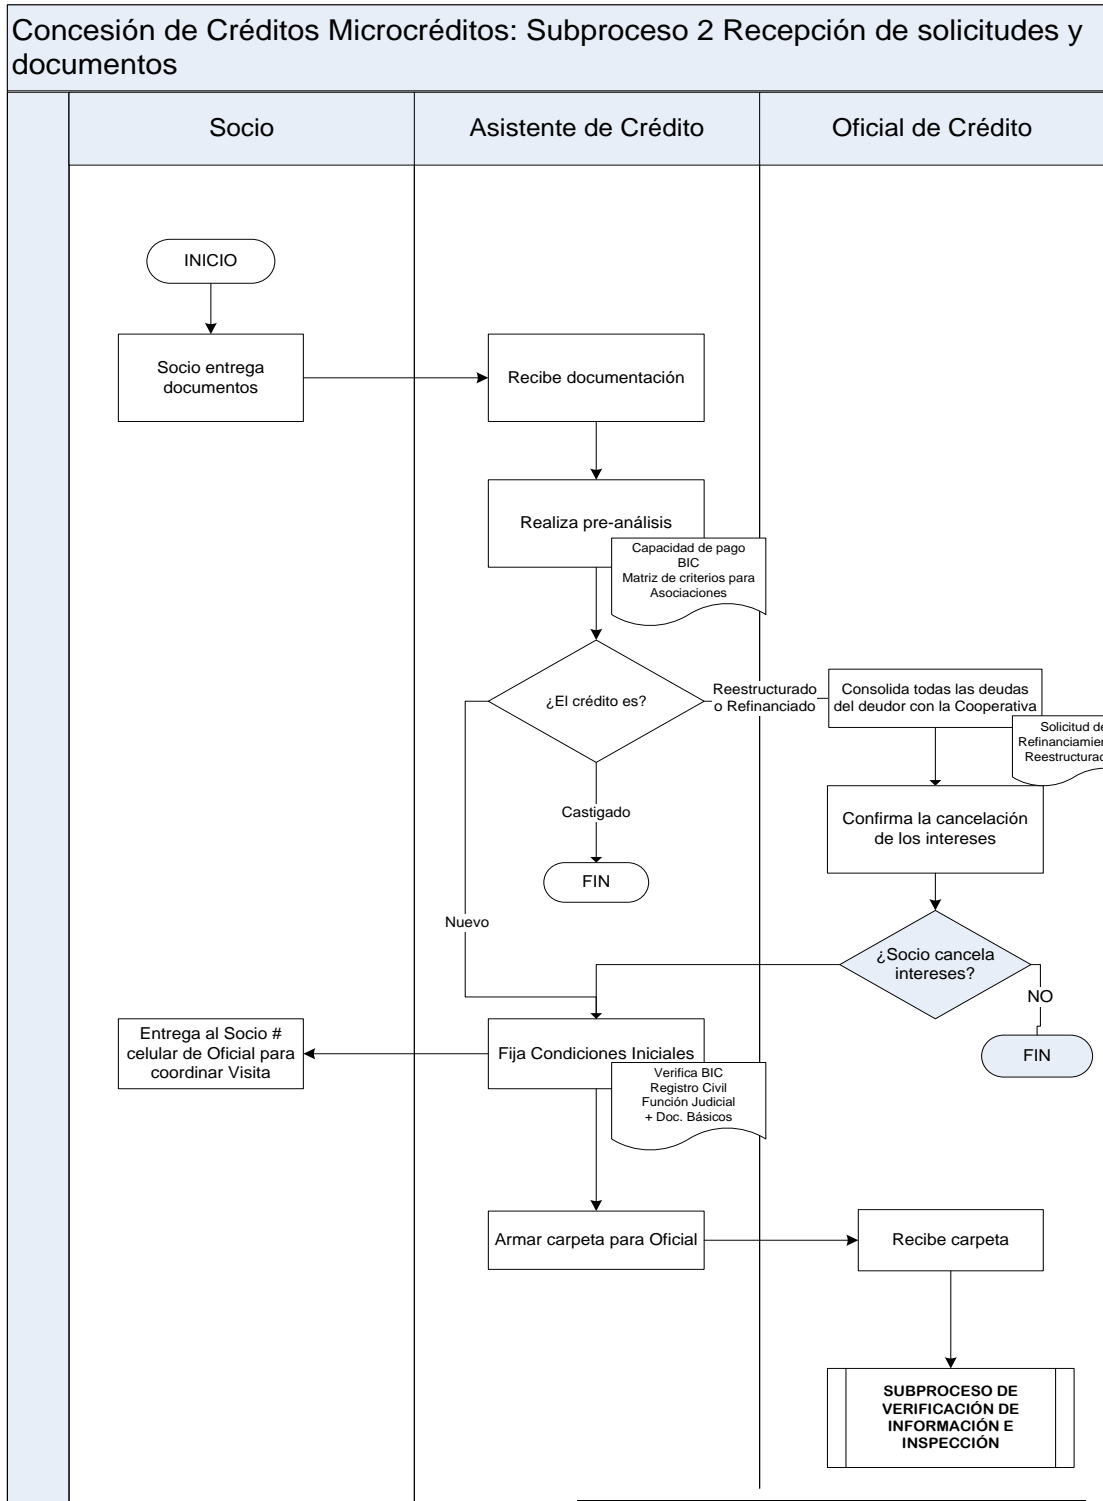 Concesión de Créditos Microcréditos: Subproceso 2 Recepción de solicitudes y
documentos
Socio
Asistente de Crédito
Oficial de Crédito
INICIO
Socio entrega
documentos
Recibe documentación
Realiza pre-análisis
Capacidad de pago
BIC
Matriz de criterios para
Asociaciones
¿El crédito es?
Reestructurado
o Refinanciado
Consolida todas las deudas
del deudor con la Cooperativa
Solicitud de
Confirma la cancelación
de los intereses
Castigado
FIN
Nuevo
¿Socio cancela
intereses?
NO
FIN
Entrega al Socio #
celular de Oficial para
coordinar Visita
Fija Condiciones Iniciales
Verifica BIC
Registro Civil
Función Judicial
+ Doc. Básicos
Armar carpeta para Oficial
Recibe carpeta
SUBPROCESO DE
VERIFICACIÓN DE
INFORMACIÓN E
INSPECCIÓN